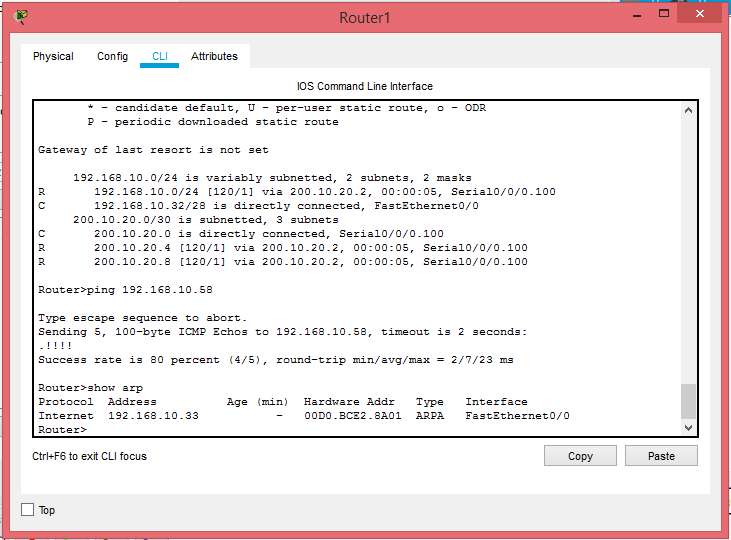 Router1
Physical Config CLI Attributes
IOS Command Line Interface
* - candidate default, U - per-user static route, o - ODR
P - periodic downloaded static route
Gateway of last resort is not set
192.168.10.0/24 is variably subnetted, 2 subnets, 2 masks
R 192.168.10.0/24 [120/1] via 200.10.20.2, 00:00:05, Serial0/0/0.100
C 192.168.10.32/28 is directly connected, FastEthernet0/0
200.10.20.0/30 is subnetted, 3 subnets
C 200.10.20.0 is directly connected, Serial0/0/0.100
R 200.10.20.4 [120/1] via 200.10.20.2, 00:00:05, Serial0/0/0.100
R 200.10.20.8 [120/1] via 200.10.20.2, 00:00:05, Serial0/0/0.100
Router>ping 192.168.10.58
Type escape sequence to abort.
Sending 5, 100-byte ICMP Echos to 192.168.10.58, timeout is 2 seconds:
.!!!!
Success rate is 80 percent (4/5), round-trip min/avg/max = 2/7/23 ms
Router>show arp
Protocol Address Age (min) Hardware Addr Type Interface
Internet 192.168.10.33 - 00D0.BCE2.8A01 ARPA FastEthernet0/0
Router>
Ctrl+F6 to exit CLI focus
Copy Paste
Top